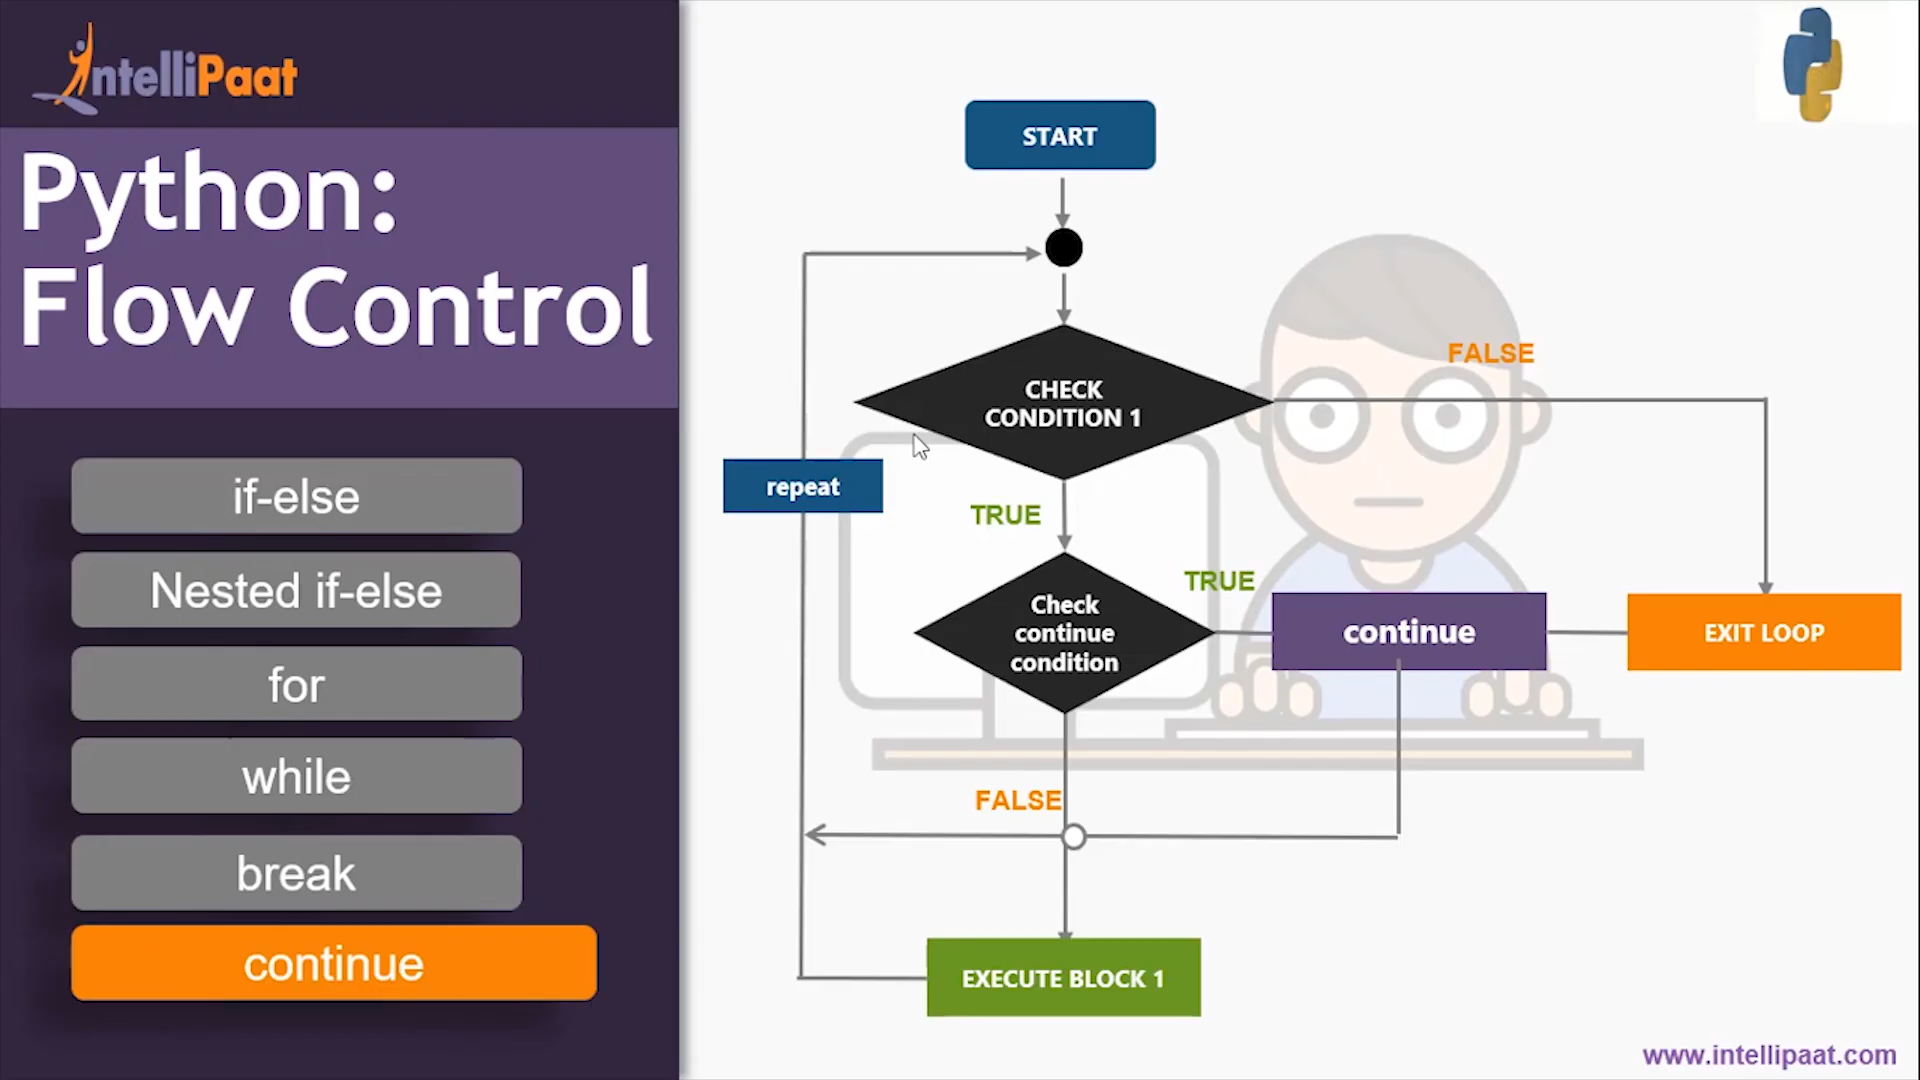 IntelliPaat
Python:
Flow Control
if-else
Nested if-else
for
while
break
continue
START
CHECK
CONDITION 1
FALSE
repeat
TRUE
TRUE
Check
continue
condition
continue
EXIT LOOP
FALSE
EXECUTE BLOCK 1
www.intellipaat.com